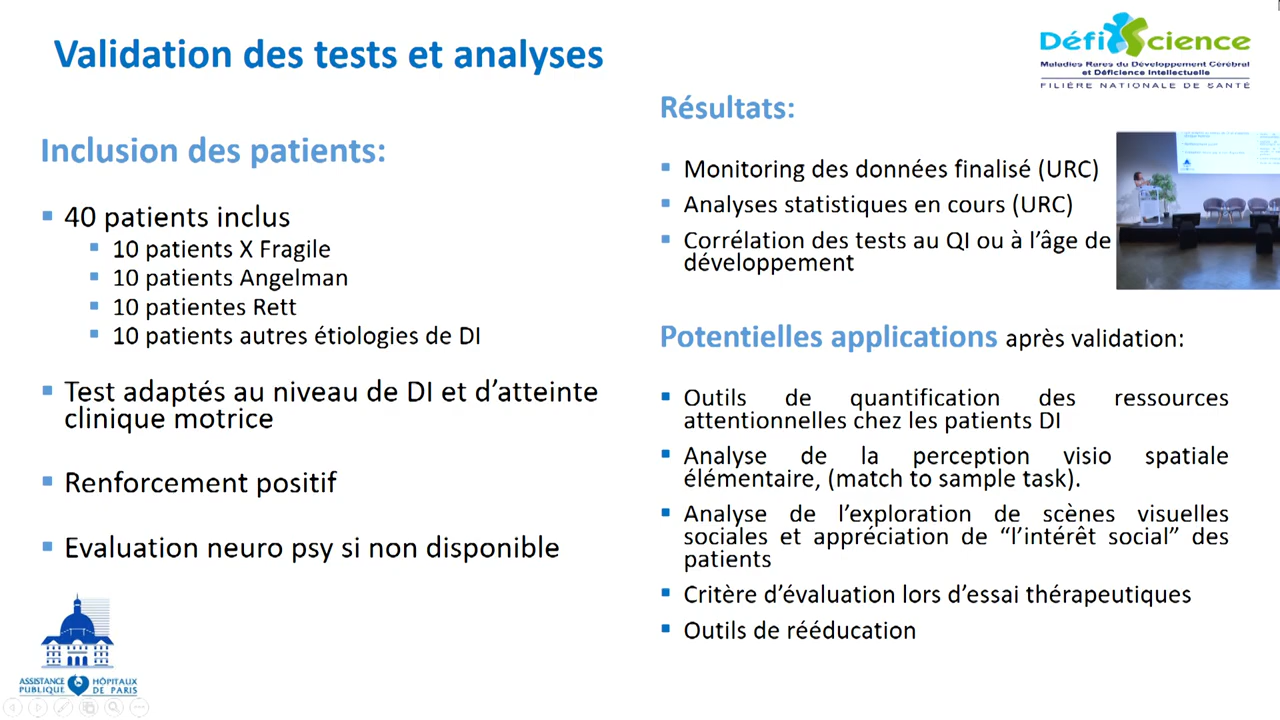 Validation des tests et analyses
Défi Science
Maladies Rares du Développement Cérébral
et Déficience Intellectuelle
FILIÈRE NATIONALE DE SANTÉ
Inclusion des patients:
40 patients inclus
10 patients X Fragile
10 patients Angelman
10 patientes Rett
10 patients autres étiologies de DI
Test adaptés au niveau de DI et d’atteinte
clinique motrice
Renforcement positif
Evaluation neuro psy si non disponible
ASSISTANCE PUBLIQUE
HÔPITAUX DE PARIS
Résultats:
Monitoring des données finalisé (URC)
Analyses statistiques en cours (URC)
Corrélation des tests au QI ou à l’âge de
développement
Potentielles applications après validation:
Outils de quantification des ressources
attentionnelles chez les patients DI
Analyse de la perception visio spatiale
élémentaire, (match to sample task).
Analyse de l’exploration de scènes visuelles
sociales et appréciation de “l’intérêt social” des
patients
Critère d’évaluation lors d’essai thérapeutiques
Outils de rééducation